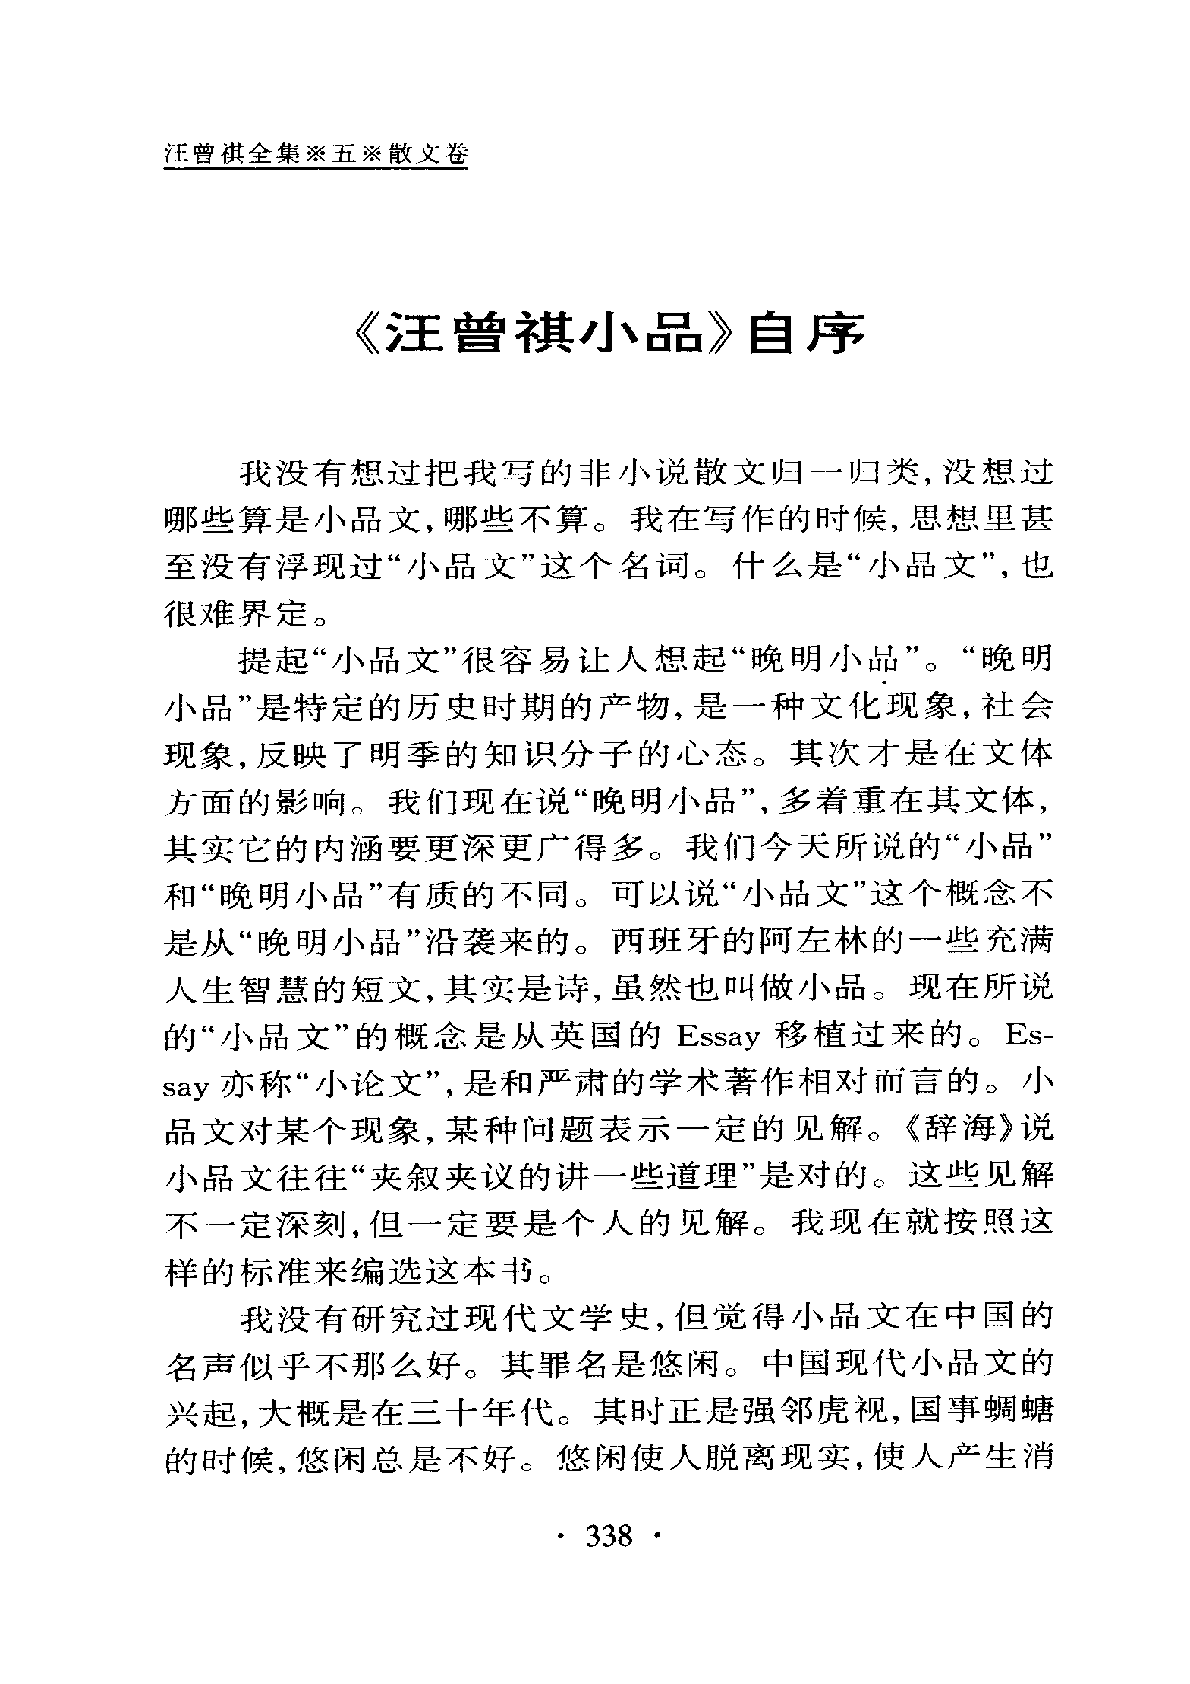 汪曾祺全集※五※散文卷
《汪曾祺小品》自序
我没有想过把我写的非小说散文归一归类,没想过
哪些算是小品文,哪些不算。我在写作的时候,思想里甚
至没有浮现过“小品文”这个名词。什么是“小品文”,也
很难界定。
提起“小品文”很容易让人想起“晚明小品”。“晚明
小品”是特定的历史时期的产物,是一种文化现象,社会
现象,反映了明季的知识分子的心态。其次才是在文体
方面的影响。我们现在说“晚明小品”,多着重在其文体,
其实它的内涵要更深更广得多。我们今天所说的“小品”
和“晚明小品”有质的不同。可以说“小品文”这个概念不
是从“晚明小品”沿袭来的。西班牙的阿左林的一些充满
人生智慧的短文,其实是诗,虽然也叫做小品。现在所说
的“小品文”的概念是从英国的 Essay 移植过来的。Es-
say 亦称“小论文”,是和严肃的学术著作相对而言的。小
品文对某个现象,某种问题表示一定的见解。《辞海》说
小品文往往“夹叙夹议的讲一些道理”是对的。这些见解
不一定深刻,但一定要是个人的见解。我现在就按照这
样的标准来编选这本书。
我没有研究过现代文学史,但觉得小品文在中国的
名声似乎不那么好。其罪名是悠闲。中国现代小品文的
兴起,大概是在三十年代。其时正是强邻虎视,国事蜩螗
的时候,悠闲总是不好。悠闲使人脱离现实,使人产生消
· 338 ·